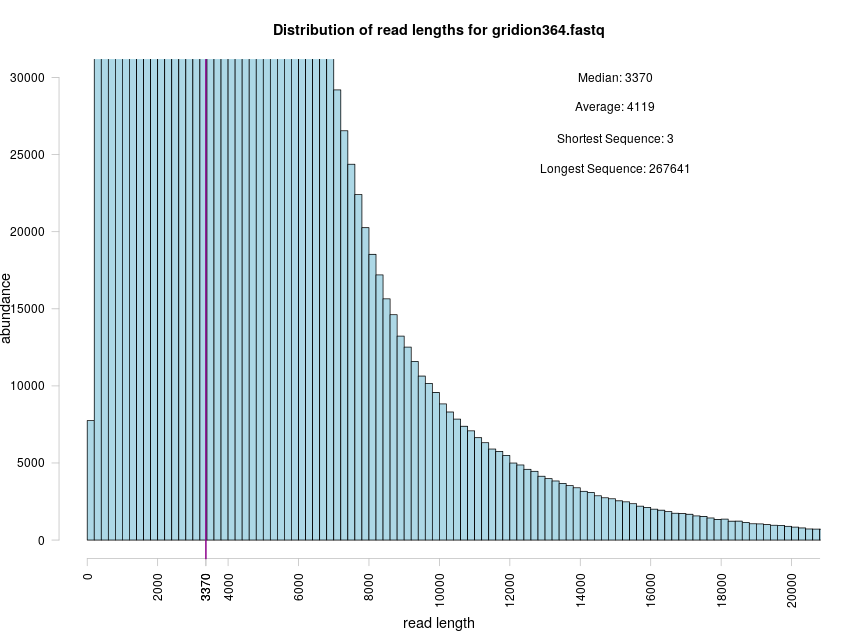 Distribution of read lengths for gridion364.fastq
Median: 3370
Average: 4119
Shortest Sequence: 3
Longest Sequence: 267641
30000
25000
20000
15000
10000
5000
0
abundance
0
2000
3370
4000
6000
8000
10000
12000
14000
16000
18000
20000
read length